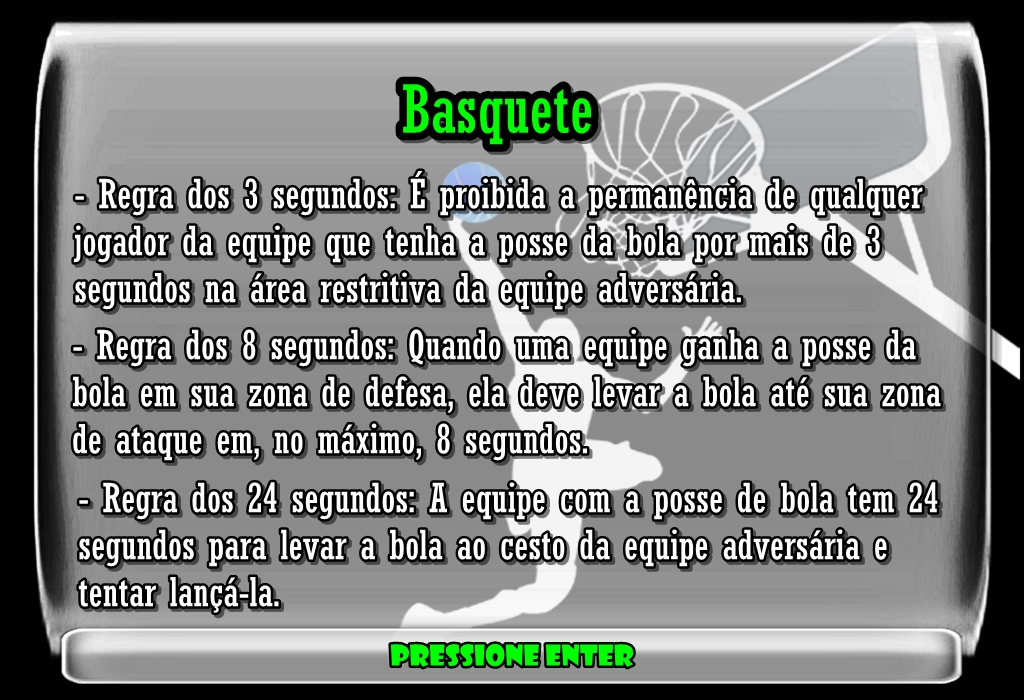 Basquete
- Regra dos 3 segundos: É proibida a permanência de qualquer
jogador da equipe que tenha a posse da bola por mais de 3
segundos na área restritiva da equipe adversária.
- Regra dos 8 segundos: Quando uma equipe ganha a posse da
bola em sua zona de defesa, ela deve levar a bola até sua zona
de ataque em, no máximo, 8 segundos.
- Regra dos 24 segundos: A equipe com a posse de bola tem 24
segundos para levar a bola ao cesto da equipe adversária e
tentar lançá-la.
PRESSIONE ENTER